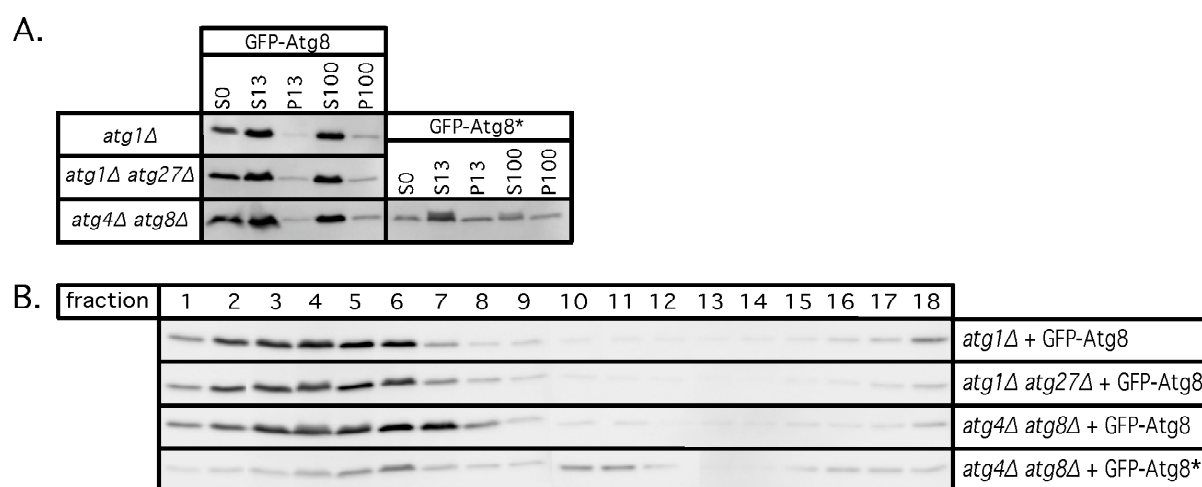 A.
GFP-Atg8
S0 S13 P13 S100 P100
atg1Δ
GFP-Atg8*
atg1Δ atg27Δ
S0 S13 P13 S100 P100
atg4Δ atg8Δ
B.
fraction 1 2 3 4 5 6 7 8 9 10 11 12 13 14 15 16 17 18
atg1Δ + GFP-Atg8
atg1Δ atg27Δ + GFP-Atg8
atg4Δ atg8Δ + GFP-Atg8
atg4Δ atg8Δ + GFP-Atg8*